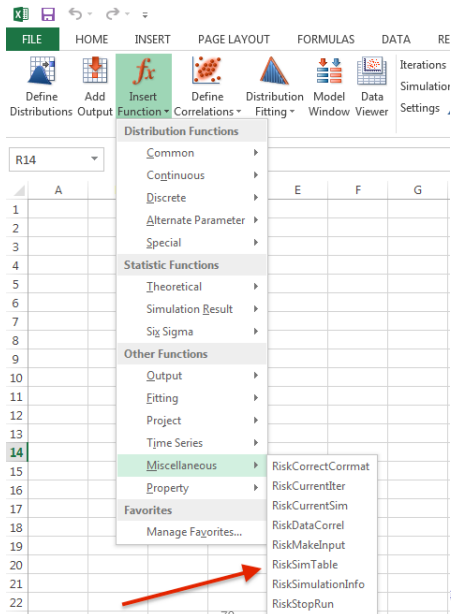 FILE HOME INSERT PAGE LAYOUT FORMULAS DATA RE
Define Distributions Add Output Insert Function Define Correlations Distribution Fitting Model Window Data Viewer
Iterations
Simulation
Settings
R14
A E F G
Distribution Functions
Common
Continuous
Discrete
Alternate Parameter
Special
Statistic Functions
Theoretical
Simulation Result
Six Sigma
Other Functions
Output
Fitting
Project
Time Series
Miscellaneous
Property
Favorites
Manage Favorites...
RiskCorrectCorrmat
RiskCurrentIter
RiskCurrentSim
RiskDataCorrel
RiskMakeInput
RiskSimTable
RiskSimulationInfo
RiskStopRun
1
2
3
4
5
6
7
8
9
10
11
12
13
14
15
16
17
18
19
20
21
22